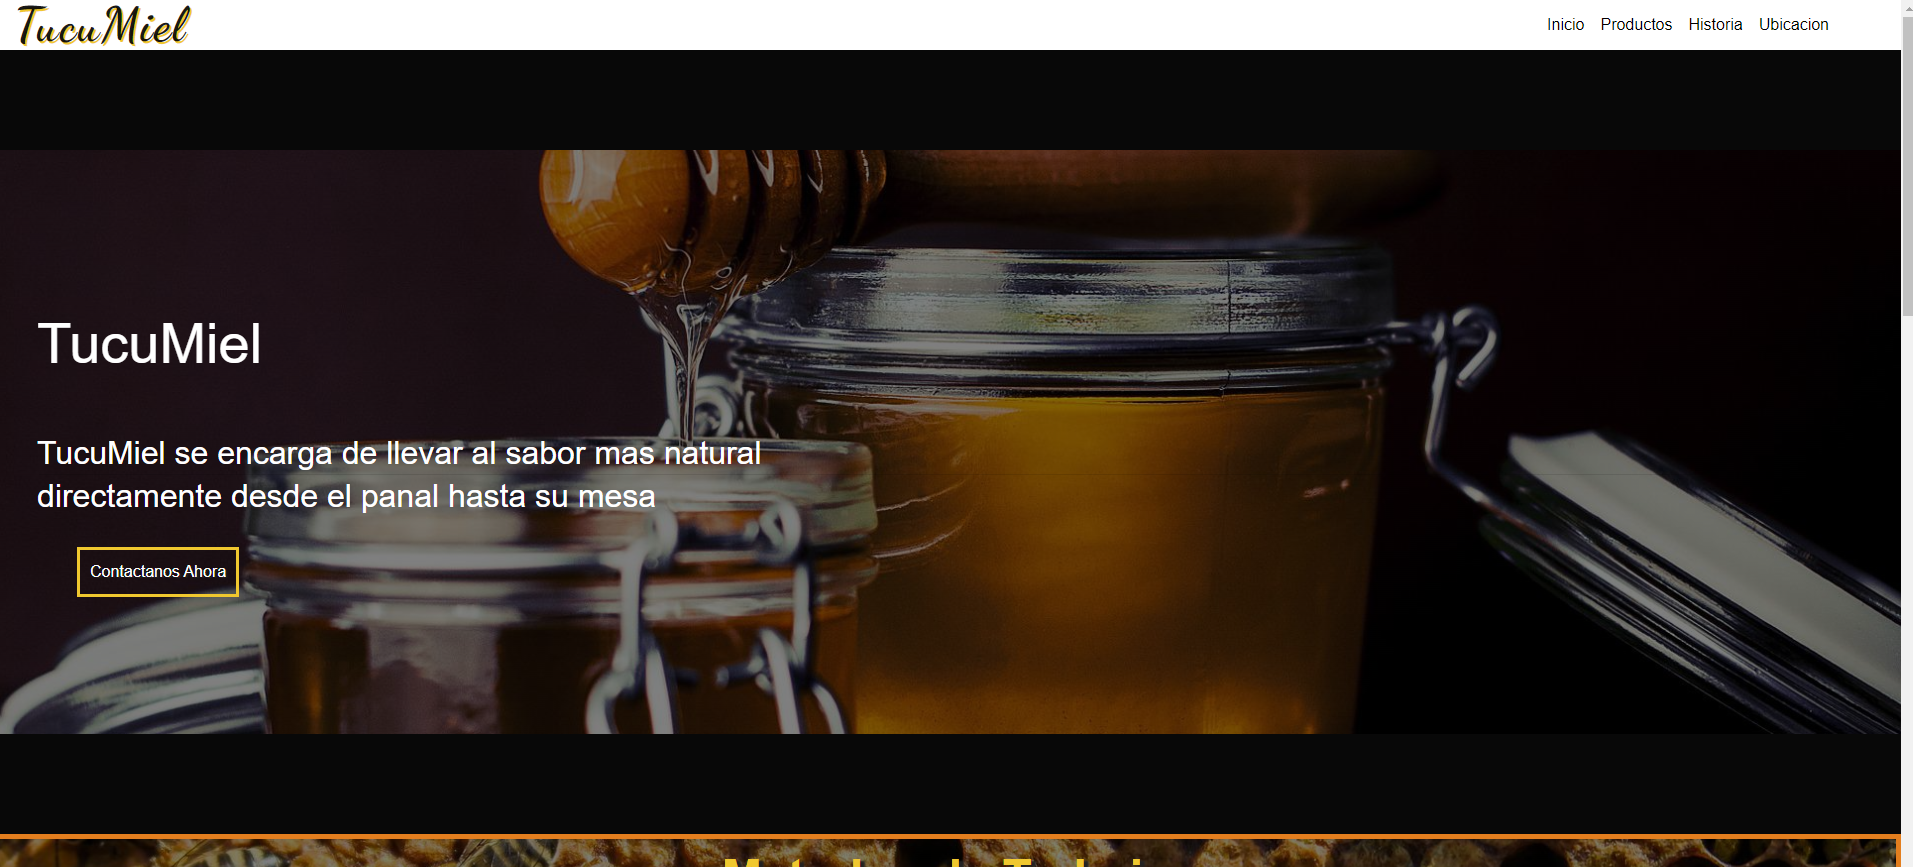 TucuMiel
Inicio Productos Historia Ubicacion
TucuMiel
TucuMiel se encarga de llevar al sabor mas natural
directamente desde el panal hasta su mesa
Contactanos Ahora